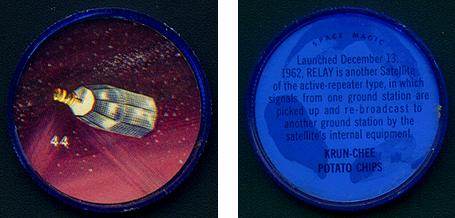 44
SPACE MAGIC
Launched December 13,
1962, RELAY is another Satellite
of the active-repeater type, in which
signals from one ground station are
picked up and re-broadcast to
another ground station by the
satellite's internal equipment.
KRUN-CHEE
POTATO CHIPS